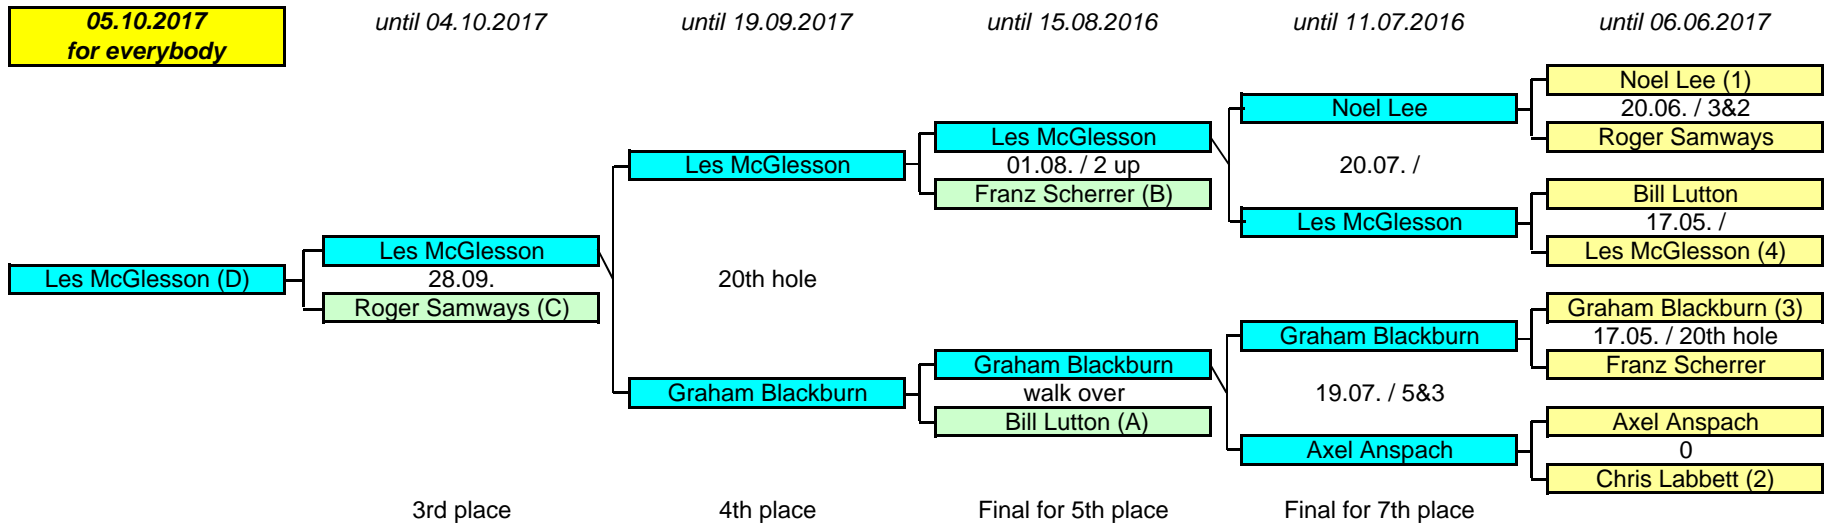 05.10.2017
for everybody
until 04.10.2017
until 19.09.2017
until 15.08.2016
until 11.07.2016
until 06.06.2017
Noel Lee (1)
Noel Lee
20.06. / 3&2
Les McGlesson
Roger Samways
Les McGlesson
01.08. / 2 up
20.07. /
Franz Scherrer (B)
Bill Lutton
Les McGlesson
17.05. /
Les McGlesson
Les McGlesson (4)
Les McGlesson (D)
28.09.
20th hole
Roger Samways (C)
Graham Blackburn (3)
Graham Blackburn
17.05. / 20th hole
Graham Blackburn
Franz Scherrer
Graham Blackburn
walk over
19.07. / 5&3
Bill Lutton (A)
Axel Anspach
Axel Anspach
0
Chris Labbett (2)
3rd place
4th place
Final for 5th place
Final for 7th place